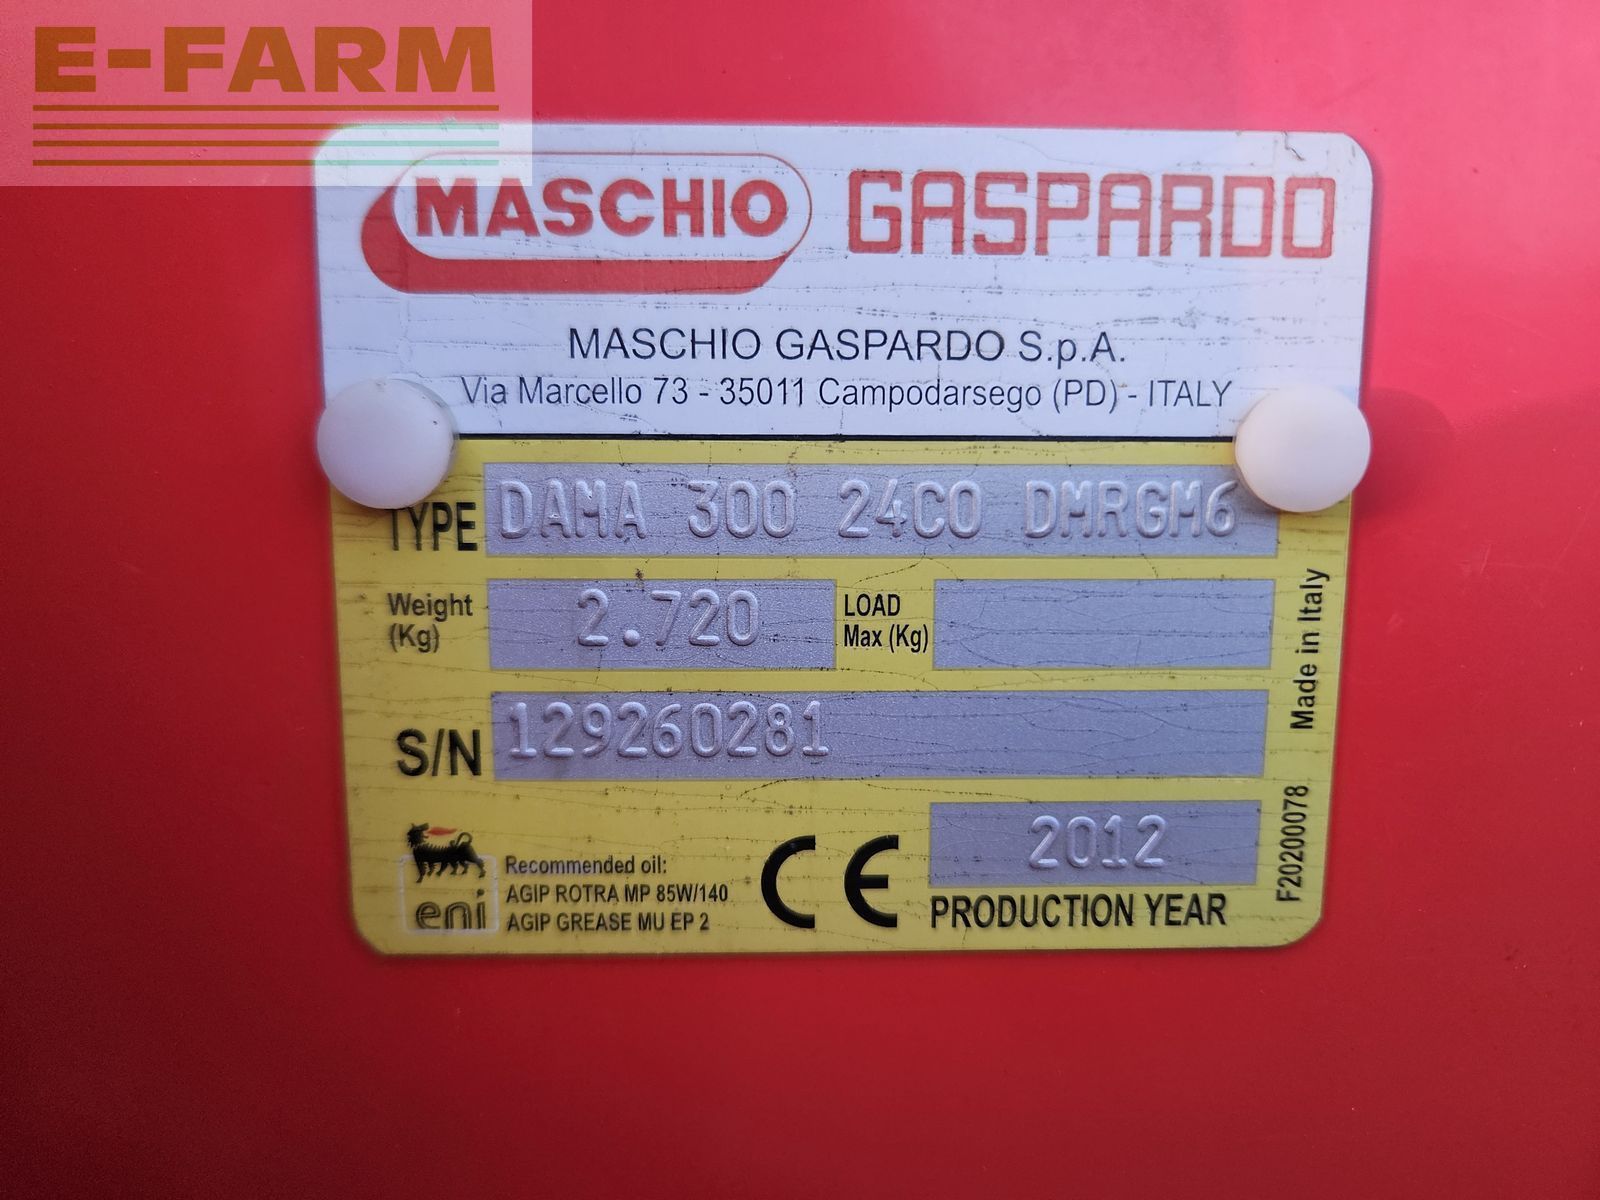 E-FARM
MASCHIO GASPARDO
MASCHIO GASPARDO S.p.A.
Via Marcello 73 - 35011 Campodarsego (PD) - ITALY
TYPE DAMA 300 24CO DMRGM6
Weight (Kg) 2.720 LOAD Max (Kg)
S/N 129260281
Made in Italy
F20200078
eni
Recommended oil:
AGIP ROTRA MP 85W/140
AGIP GREASE MU EP 2
CE
2012
PRODUCTION YEAR